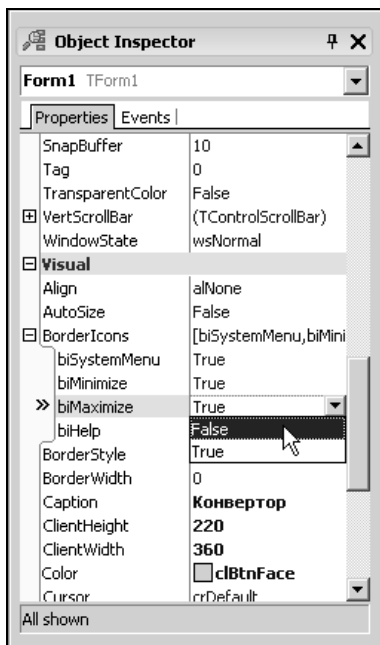 Object Inspector
Form1 TForm1
Properties Events
SnapBuffer 10
Tag 0
TransparentColor False
VertScrollBar (TControlScrollBar)
WindowState wsNormal
Visual
Align alNone
AutoSize False
BorderIcons [biSystemMenu,biMini
biSystemMenu True
biMinimize True
biMaximize True
biHelp False
BorderStyle True
BorderWidth 0
Caption Конвертор
ClientHeight 220
ClientWidth 360
Color clBtnFace
Cursor crDefault
All shown